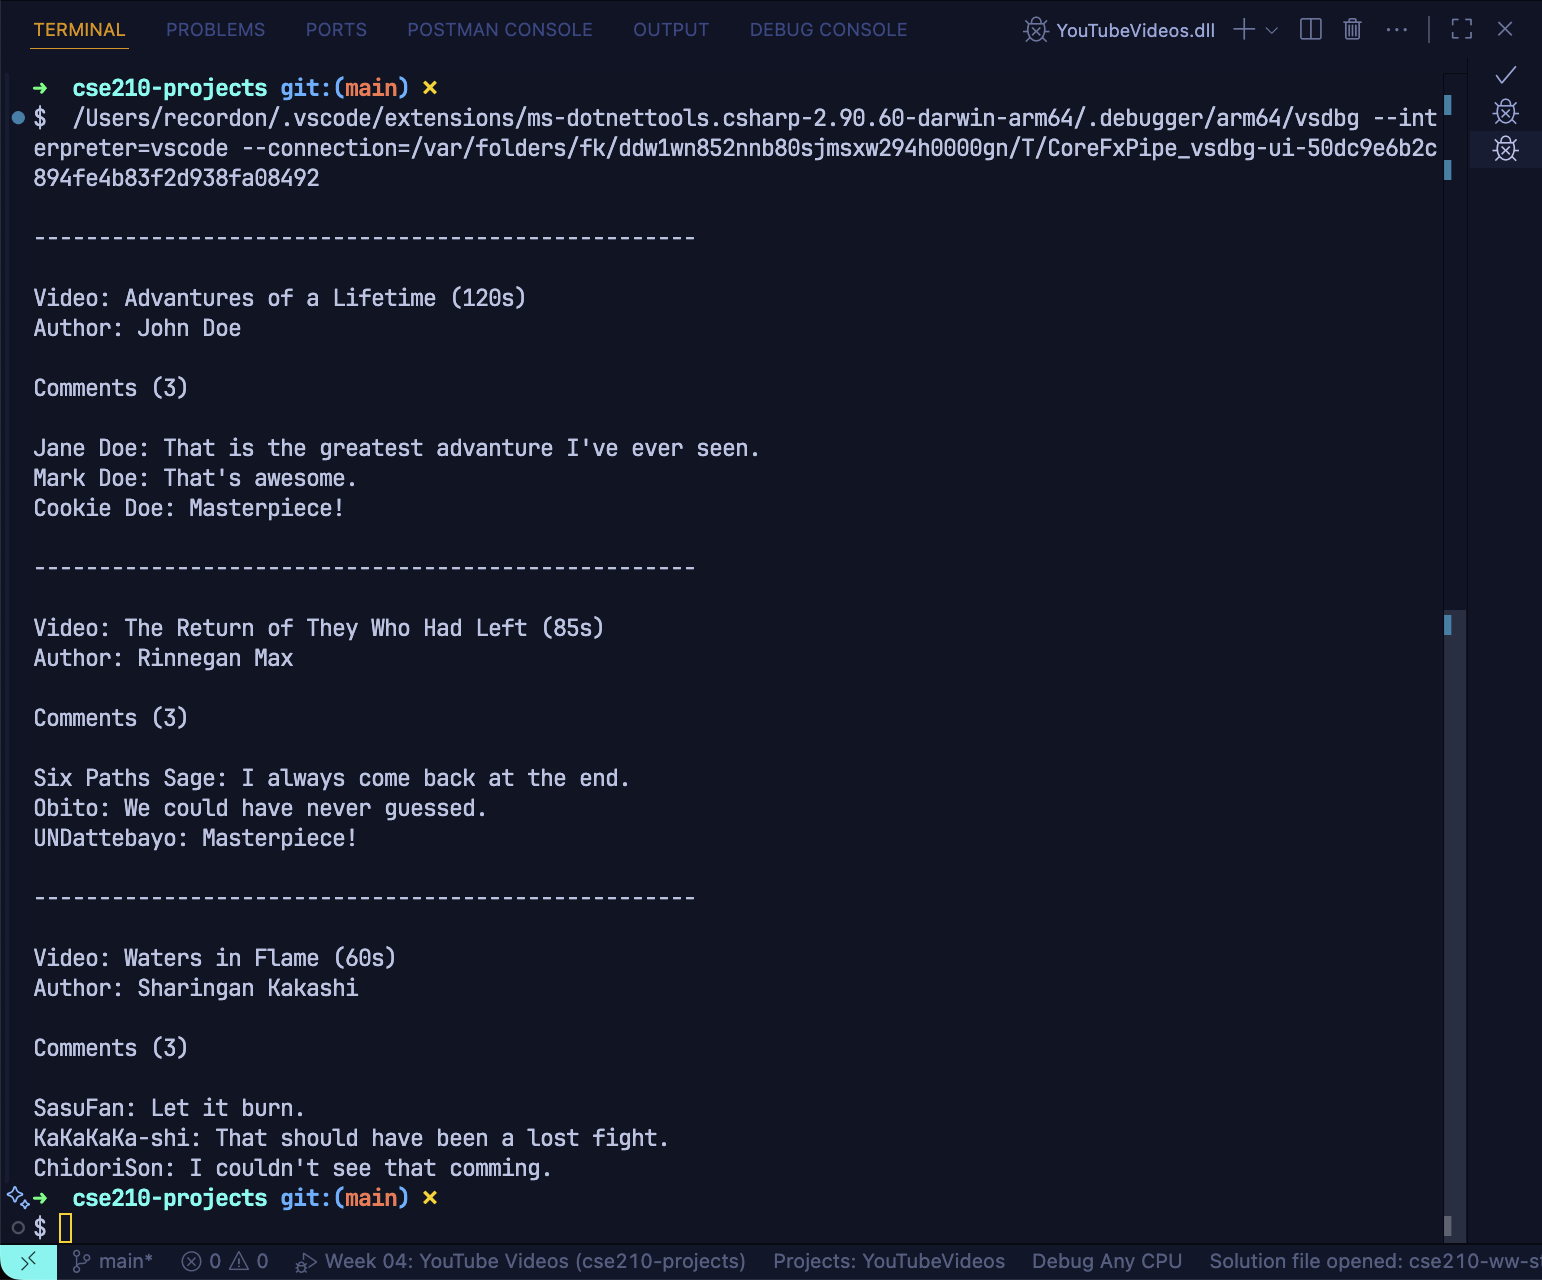 TERMINAL PROBLEMS PORTS POSTMAN CONSOLE OUTPUT DEBUG CONSOLE YouTubeVideos.dll
➜ cse210-projects git:(main) ✗
$ /Users/recordon/.vscode/extensions/ms-dotnettools.csharp-2.90.60-darwin-arm64/.debugger/arm64/vsdbg --int
erpreter=vscode --connection=/var/folders/fk/ddw1wn852nnb80sjmsxw294h0000gn/T/CoreFxPipe_vsdbg-ui-50dc9e6b2c
894fe4b83f2d938fa08492
---------------------------------------------------
Video: Advantures of a Lifetime (120s)
Author: John Doe
Comments (3)
Jane Doe: That is the greatest advanture I've ever seen.
Mark Doe: That's awesome.
Cookie Doe: Masterpiece!
---------------------------------------------------
Video: The Return of They Who Had Left (85s)
Author: Rinnegan Max
Comments (3)
Six Paths Sage: I always come back at the end.
Obito: We could have never guessed.
UNDattebayo: Masterpiece!
---------------------------------------------------
Video: Waters in Flame (60s)
Author: Sharingan Kakashi
Comments (3)
SasuFan: Let it burn.
KaKaKaKa-shi: That should have been a lost fight.
ChidoriSon: I couldn't see that comming.
➜ cse210-projects git:(main) ✗
$
main* 0 0 Week 04: YouTube Videos (cse210-projects) Projects: YouTubeVideos Debug Any CPU Solution file opened: cse210-ww-st